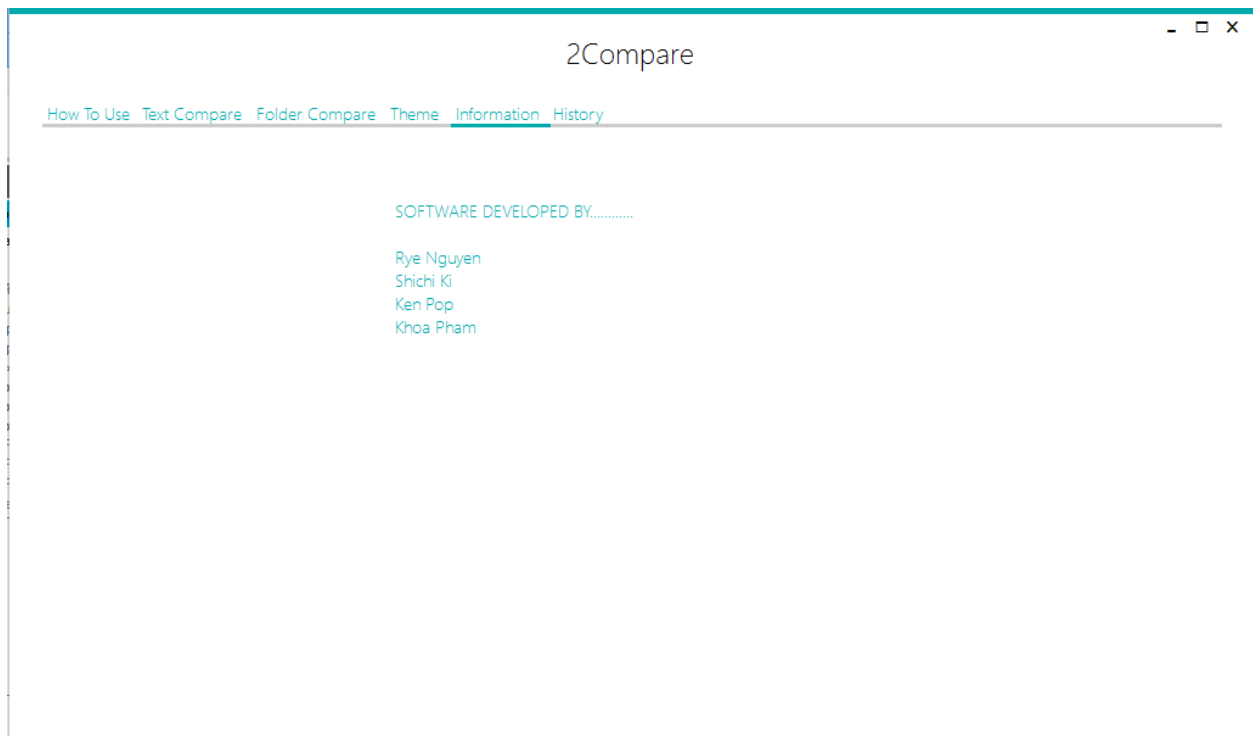 2Compare
How To Use Text Compare Folder Compare Theme Information History
SOFTWARE DEVELOPED BY...........
Rye Nguyen
Shichi Ki
Ken Pop
Khoa Pham